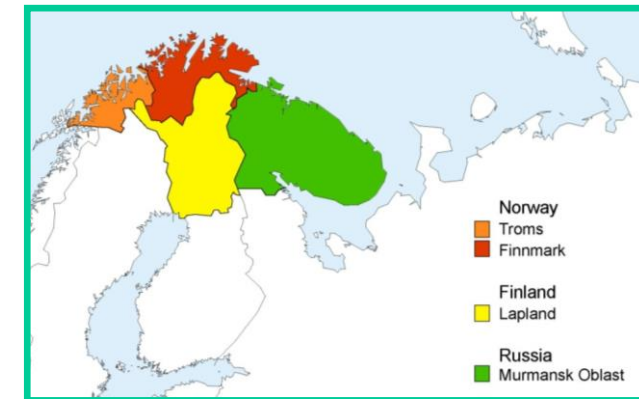 Norway
Troms
Finnmark
Finland
Lapland
Russia
Murmansk Oblast